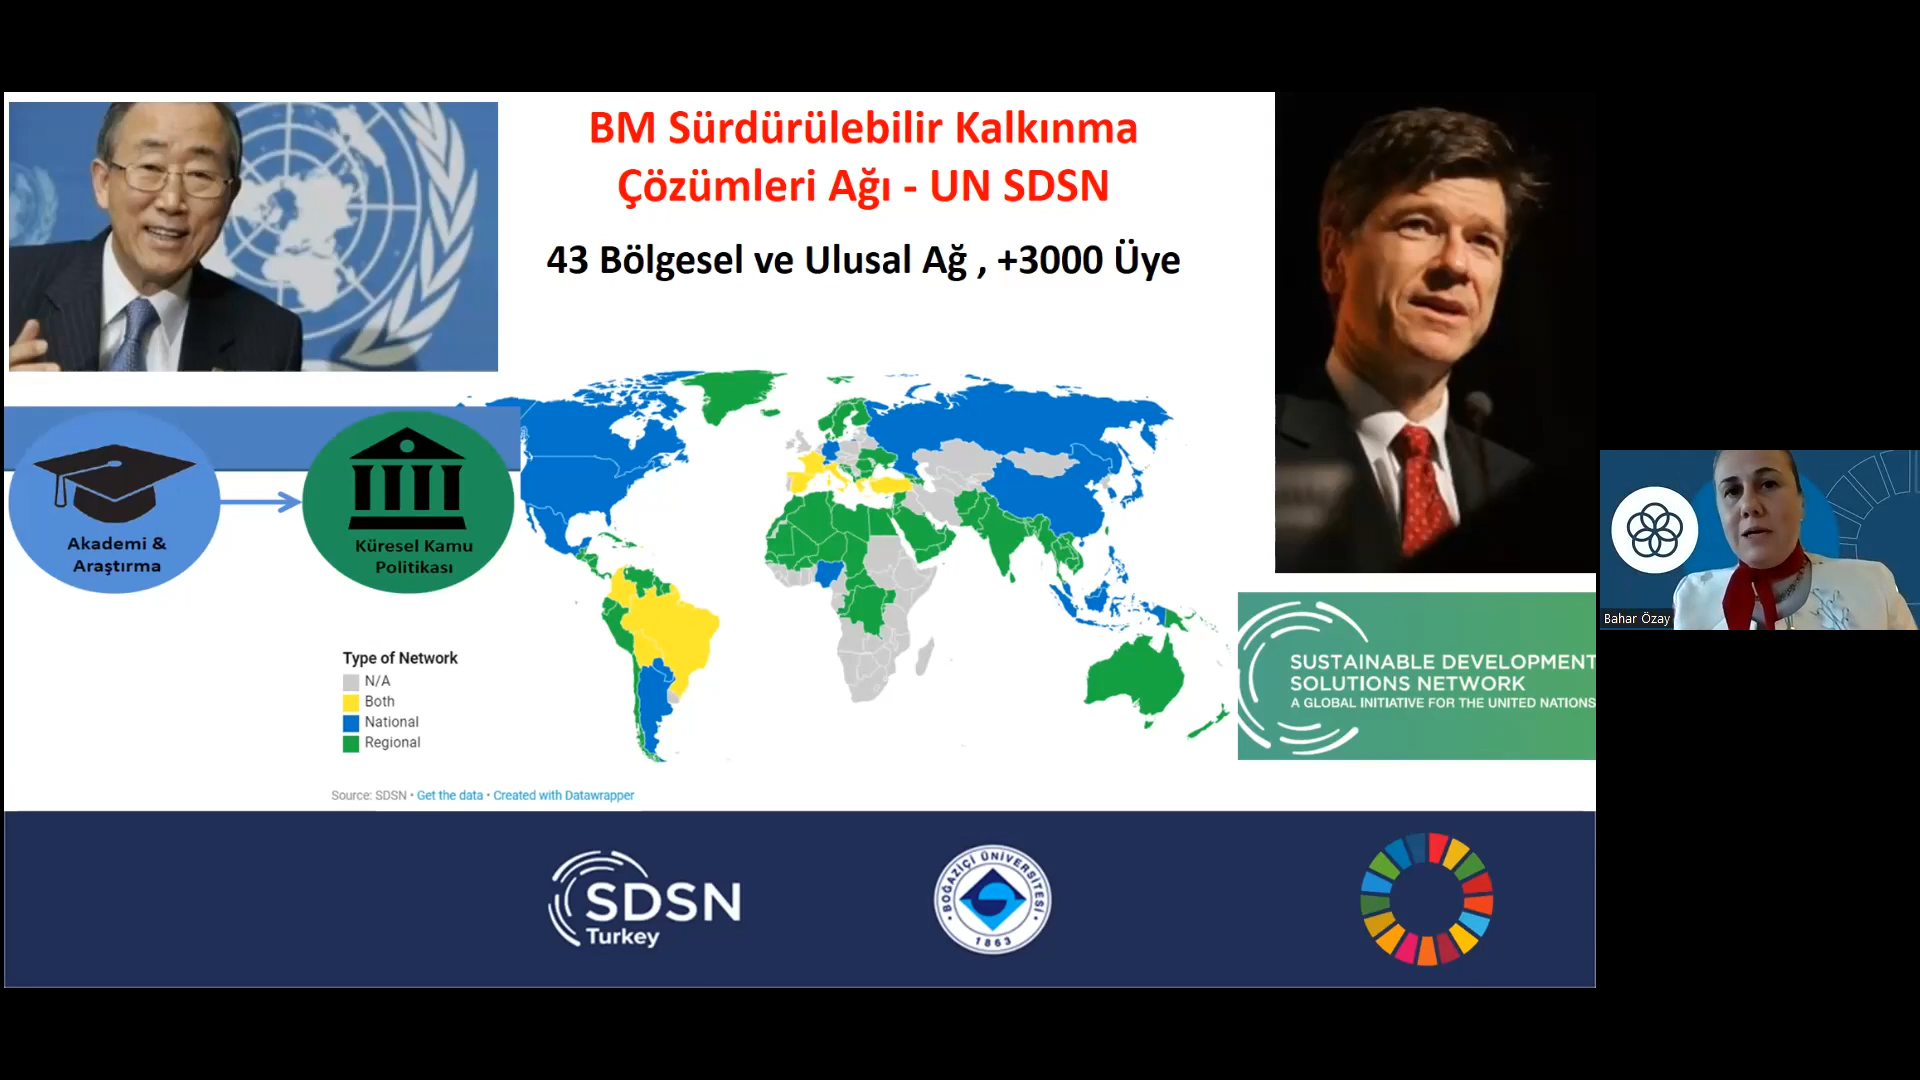 BM Sürdürülebilir Kalkınma
Çözümleri Ağı - UN SDSN
43 Bölgesel ve Ulusal Ağ , +3000 Üye
Akademi &
Araştırma
Küresel Kamu
Politikası
Type of Network
N/A
Both
National
Regional
Source: SDSN • Get the data • Created with Datawrapper
SUSTAINABLE DEVELOPMENT
SOLUTIONS NETWORK
A GLOBAL INITIATIVE FOR THE UNITED NATIONS
Bahar Özay
SDSN
Turkey
BOĞAZİÇİ ÜNİVERSİTESİ
1863